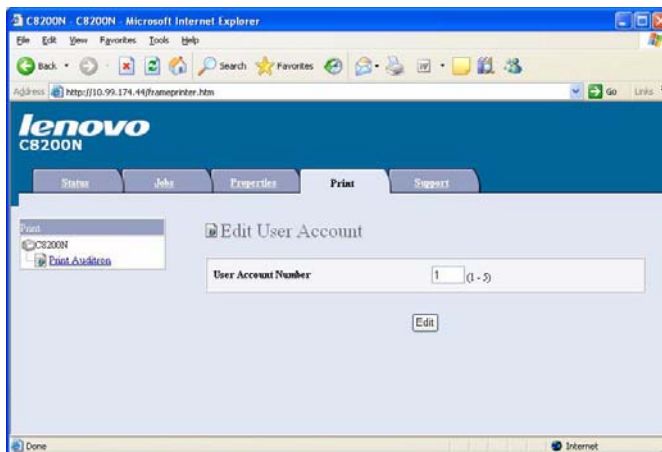 C8200N - C8200N - Microsoft Internet Explorer
File Edit View Favorites Tools Help
Back Search Favorites
Address http://10.99.174.44/frameprinter.htm Go Links
lenovo
C8200N
Status Jobs Properties Print Support
Print
C8200N
Print Auditron
Edit User Account
User Account Number 1 (1 - 5)
Edit
Done Internet